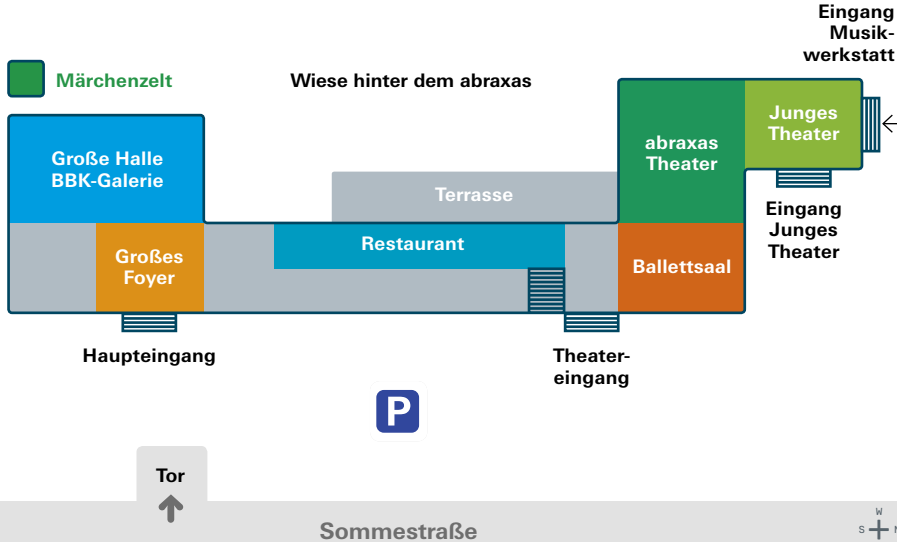 Eingang
Musik-
werkstatt
Märchenzelt
Wiese hinter dem abraxas
Große Halle
BBK-Galerie
abraxas
Theater
Junges
Theater
Terrasse
Eingang
Junges
Theater
Großes
Foyer
Restaurant
Ballettsaal
Haupteingang
Theater-
eingang
P
Tor
Sommestraße
W
S
N